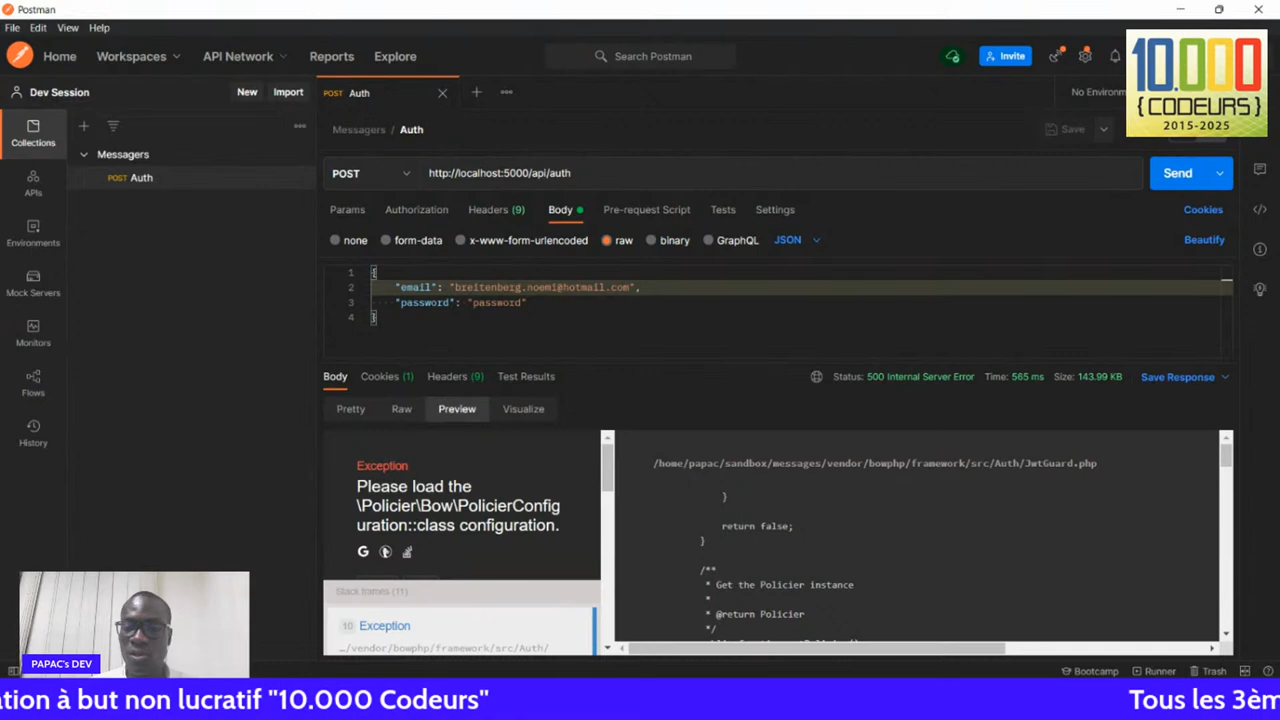 Postman
File Edit View Help
Home Workspaces API Network Reports Explore Search Postman Invite
Dev Session New Import POST Auth No Environm
10.000
{CODEURS}
2015-2025
Collections
Messagers
POST Auth
APIs
Environments
Mock Servers
Monitors
Flows
History
Messagers / Auth Save
POST http://localhost:5000/api/auth Send
Params Authorization Headers (9) Body Pre-request Script Tests Settings Cookies
none form-data x-www-form-urlencoded raw binary GraphQL JSON Beautify
1 {
2 "email": "breitenberg.noemi@hotmail.com",
3 "password": "password"
4 }
Body Cookies (1) Headers (9) Test Results Status: 500 Internal Server Error Time: 565 ms Size: 143.99 KB Save Response
Pretty Raw Preview Visualize
Exception
Please load the
\Policier\Bow\PolicierConfig
uration::class configuration.
Stack frames (11)
10 Exception
…/vendor/bowphp/framework/src/Auth/
/home/papac/sandbox/messages/vendor/bowphp/framework/src/Auth/JwtGuard.php
}
return false;
}
/**
* Get the Policier instance
*
* @return Policier
*/
PAPAC's DEV
Bootcamp Runner Trash
ation à but non lucratif "10.000 Codeurs" Tous les 3èm